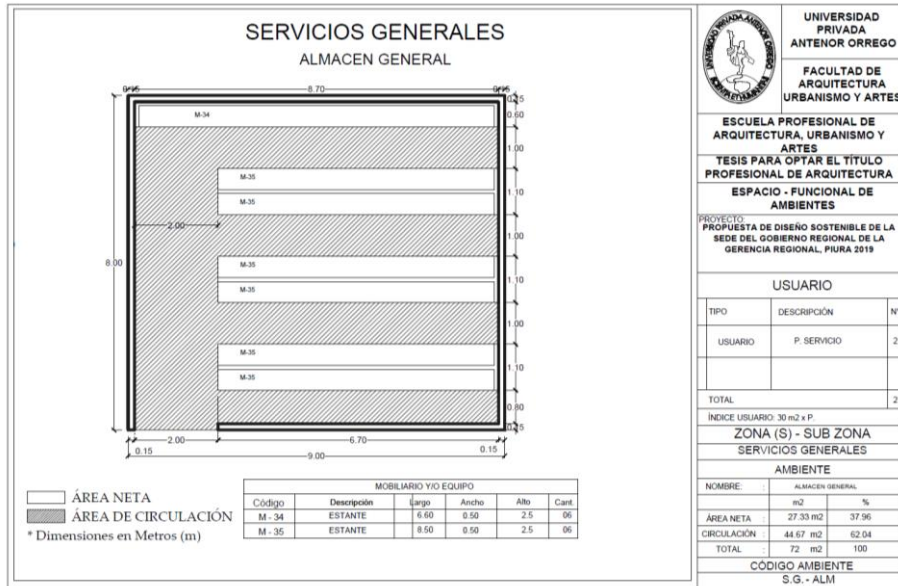 SERVICIOS GENERALES
ALMACEN GENERAL
0.15 8.70 0.15
0.15
M-34
0.60
1.00
M-35
1.10
M-35
2.00
1.00
8.00
M-35
1.10
M-35
1.00
M-35
1.10
M-35
0.60
0.15
2.00 6.70
0.15 0.15
9.00
ÁREA NETA
ÁREA DE CIRCULACIÓN
* Dimensiones en Metros (m)
MOBILIARIO Y/O EQUIPO
Código Descripción Largo Ancho Alto Cant.
M - 34 ESTANTE 6.60 0.50 2.5 06
M - 35 ESTANTE 8.50 0.50 2.5 06
UNIVERSIDAD
PRIVADA
ANTENOR ORREGO
FACULTAD DE
ARQUITECTURA
URBANISMO Y ARTES
ESCUELA PROFESIONAL DE
ARQUITECTURA, URBANISMO Y
ARTES
TESIS PARA OPTAR EL TÍTULO
PROFESIONAL DE ARQUITECTURA
ESPACIO - FUNCIONAL DE
AMBIENTES
PROYECTO:
PROPUESTA DE DISEÑO SOSTENIBLE DE LA
SEDE DEL GOBIERNO REGIONAL DE LA
GERENCIA REGIONAL, PIURA 2019
USUARIO
TIPO DESCRIPCIÓN N°
USUARIO P. SERVICIO 2
TOTAL 2
ÍNDICE USUARIO: 30 m2 x P.
ZONA (S) - SUB ZONA
SERVICIOS GENERALES
AMBIENTE
NOMBRE: : ALMACEN GENERAL
m2 %
ÁREA NETA : 27.33 m2 37.96
CIRCULACIÓN : 44.67 m2 62.04
TOTAL : 72 m2 100
CÓDIGO AMBIENTE
S.G. - ALM